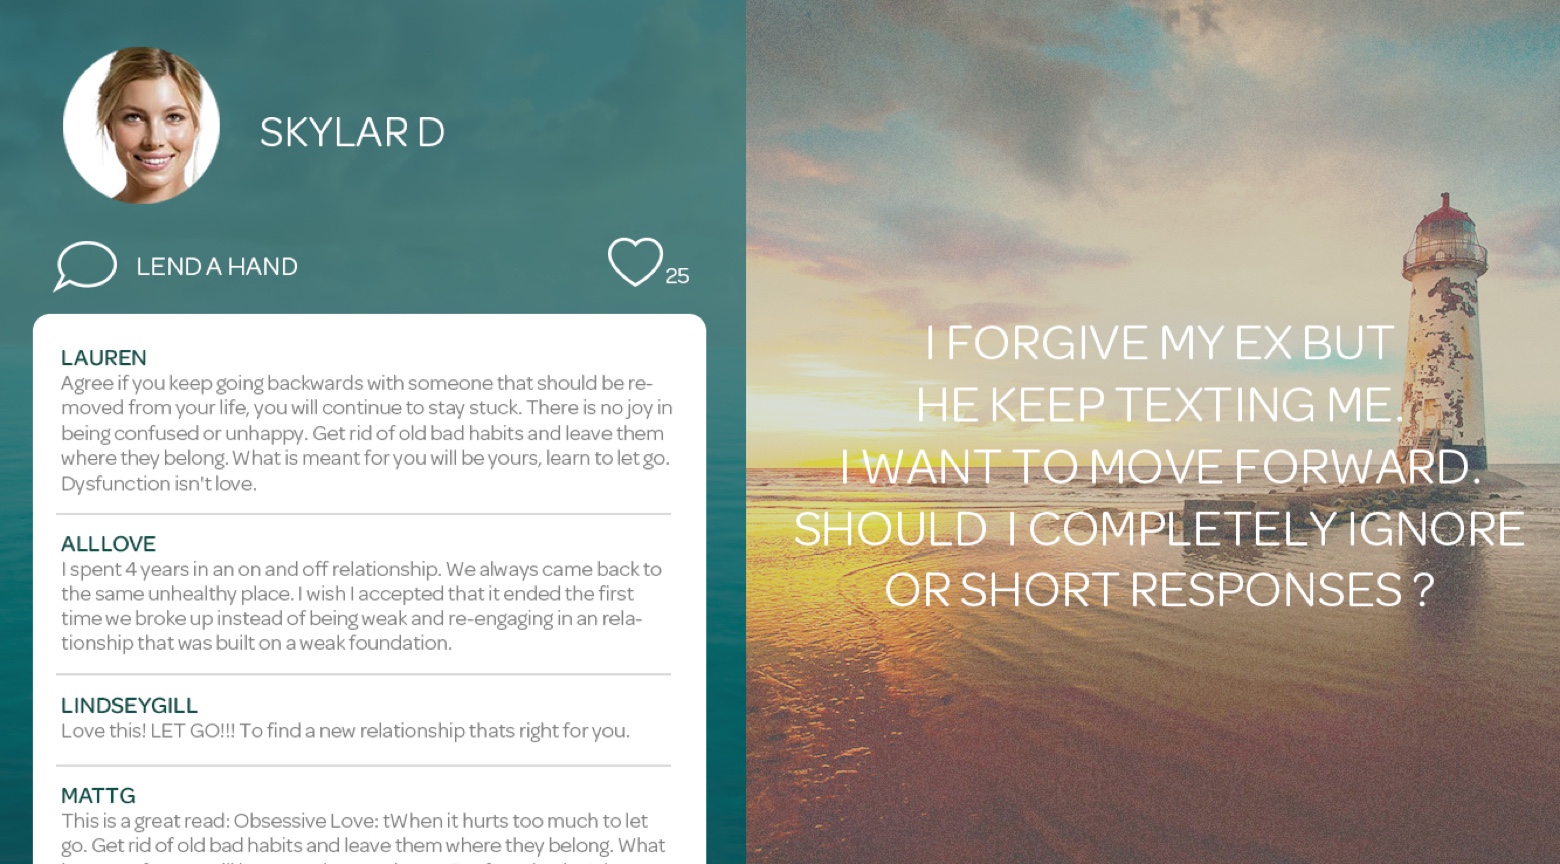 SKYLAR D
LEND A HAND
25
LAUREN
Agree if you keep going backwards with someone that should be re-
moved from your life, you will continue to stay stuck. There is no joy in
being confused or unhappy. Get rid of old bad habits and leave them
where they belong. What is meant for you will be yours, learn to let go.
Dysfunction isn't love.
ALLLOVE
I spent 4 years in an on and off relationship. We always came back to
the same unhealthy place. I wish I accepted that it ended the first
time we broke up instead of being weak and re-engaging in an rela-
tionship that was built on a weak foundation.
LINDSEYGILL
Love this! LET GO!!! To find a new relationship thats right for you.
MATTG
This is a great read: Obsessive Love: tWhen it hurts too much to let
go. Get rid of old bad habits and leave them where they belong. What
I FORGIVE MY EX BUT
HE KEEP TEXTING ME.
I WANT TO MOVE FORWARD.
SHOULD I COMPLETELY IGNORE
OR SHORT RESPONSES ?